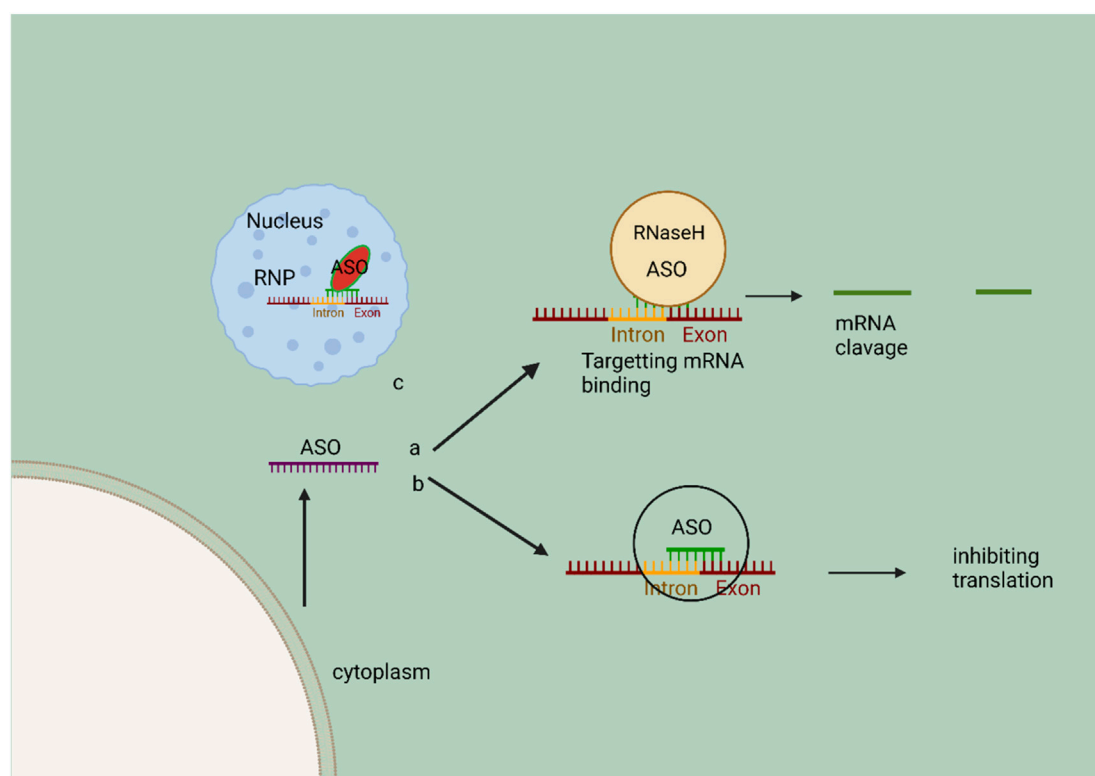 Nucleus
RNP
ASO
Intron Exon
c
ASO
a
b
cytoplasm
RNaseH
ASO
Intron Exon
Targetting mRNA
binding
mRNA
clavage
ASO
Intron Exon
inhibiting
translation